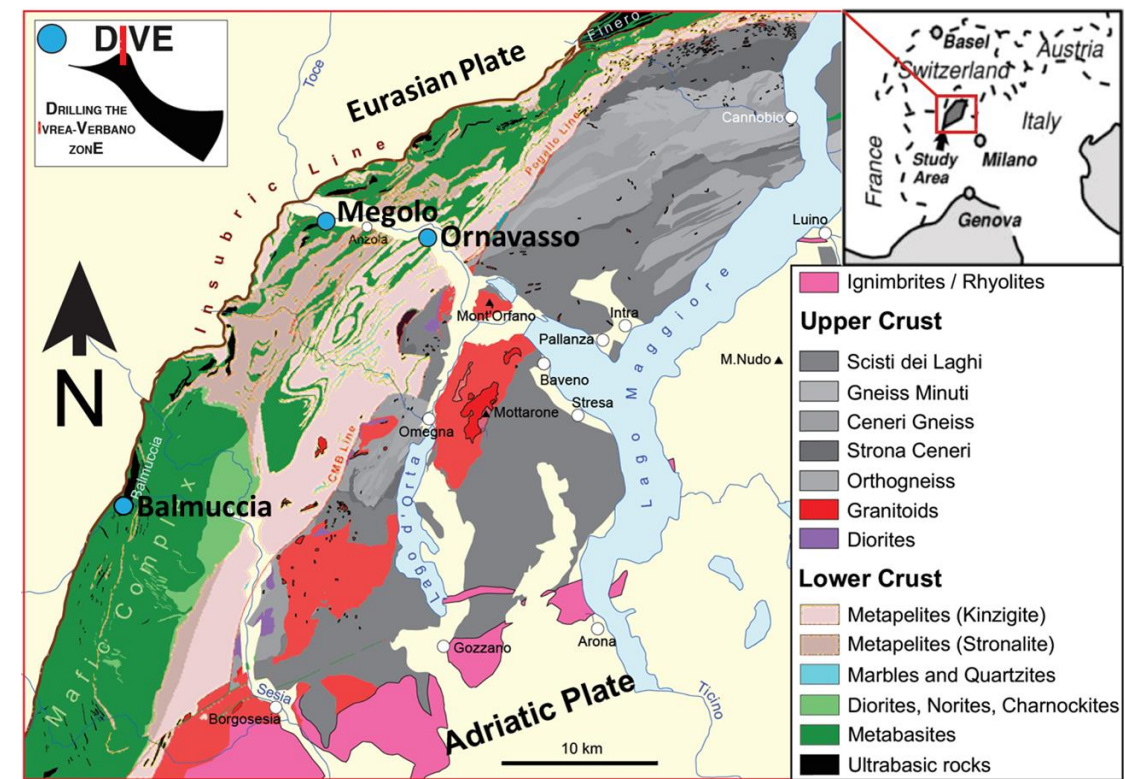 DIVE
DRILLING THE
IVREA-VERBANO
ZONE
Toce
Eurasian Plate
Finero
Insubric Line
Pogallo Line
Cannobio
Megolo
Anzola
Ornavasso
Luino
Mont'Orfano
Intra
Pallanza
Lago Maggiore
M.Nudo
Baveno
Stresa
Mottarone
Omegna
CMB Line
Balmuccia
Balmuccia
Mafic Complex
Lago d'Orta
Gozzano
Arona
Sesia
Borgosesia
Adriatic Plate
Ticino
10 km
N
Basel
Austria
Switzerland
Italy
France
Study
Area
Milano
Genova
Ignimbrites / Rhyolites
Upper Crust
Scisti dei Laghi
Gneiss Minuti
Ceneri Gneiss
Strona Ceneri
Orthogneiss
Granitoids
Diorites
Lower Crust
Metapelites (Kinzigite)
Metapelites (Stronalite)
Marbles and Quartzites
Diorites, Norites, Charnockites
Metabasites
Ultrabasic rocks